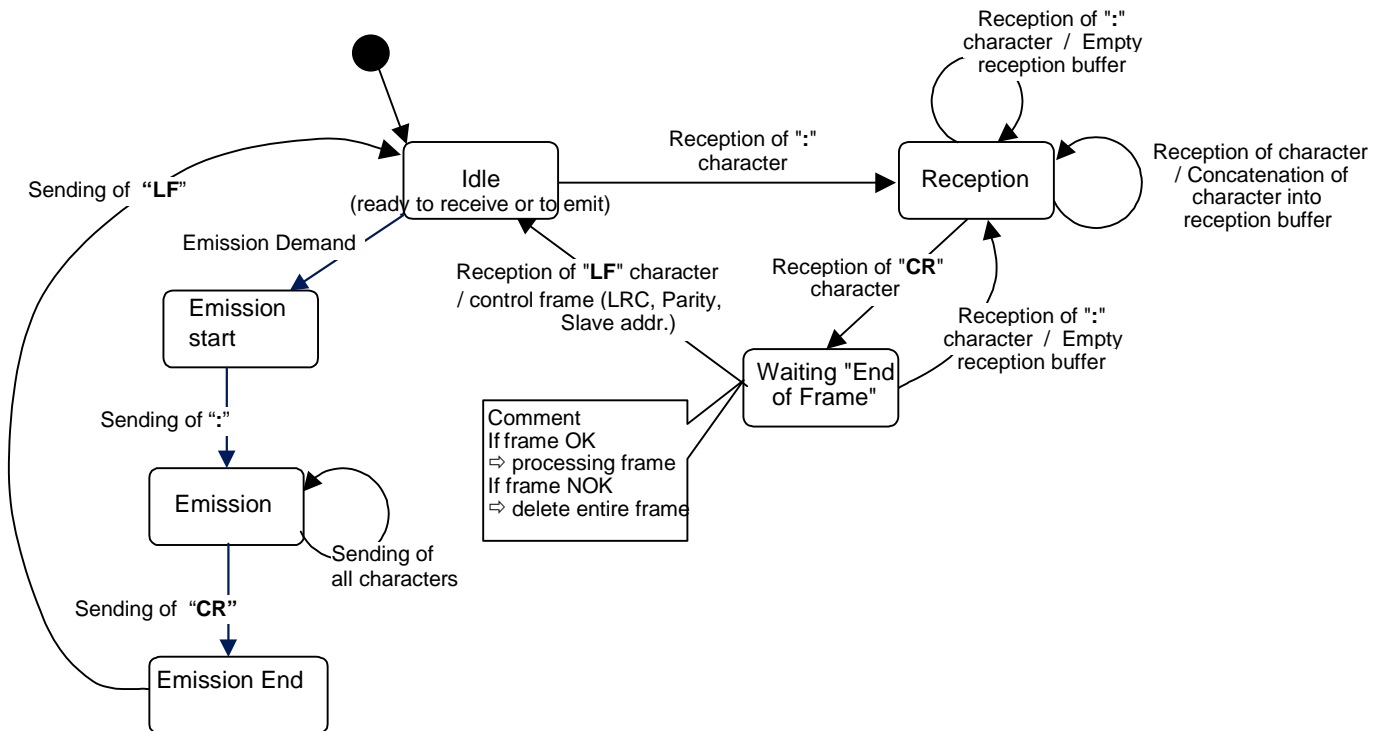 Reception of ":"
character / Empty
reception buffer
Reception of ":"
character
Idle
(ready to receive or to emit)
Reception
Reception of character
/ Concatenation of
character into
reception buffer
Sending of “LF”
Emission Demand
Reception of "LF" character
/ control frame (LRC, Parity,
Slave addr.)
Reception of "CR"
character
Reception of ":"
character / Empty
reception buffer
Emission
start
Waiting "End
of Frame"
Sending of “:”
Comment
If frame OK
⇨ processing frame
If frame NOK
⇨ delete entire frame
Emission
Sending of
all characters
Sending of “CR”
Emission End